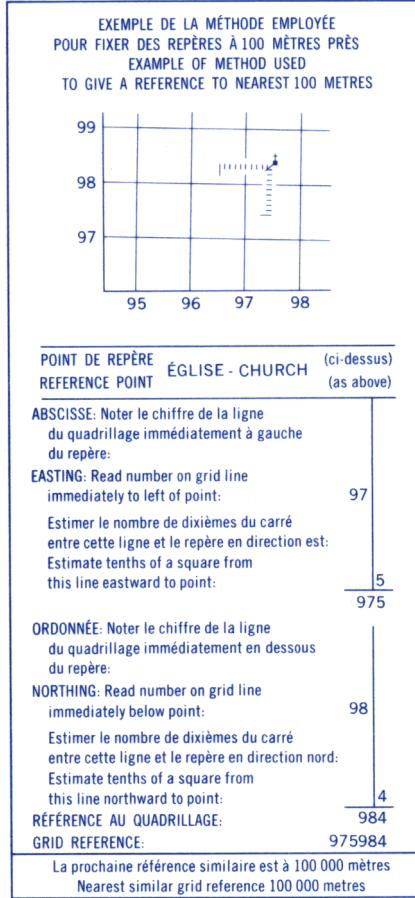 EXEMPLE DE LA MÉTHODE EMPLOYÉE
POUR FIXER DES REPÈRES À 100 MÈTRES PRÈS
EXAMPLE OF METHOD USED
TO GIVE A REFERENCE TO NEAREST 100 METRES
99
98
97
95 96 97 98
POINT DE REPÈRE
REFERENCE POINT
ÉGLISE - CHURCH
(ci-dessus)
(as above)
ABSCISSE: Noter le chiffre de la ligne
du quadrillage immédiatement à gauche
du repère:
EASTING: Read number on grid line
immediately to left of point: 97
Estimer le nombre de dixièmes du carré
entre cette ligne et le repère en direction est:
Estimate tenths of a square from
this line eastward to point: 5
975
ORDONNÉE: Noter le chiffre de la ligne
du quadrillage immédiatement en dessous
du repère:
NORTHING: Read number on grid line
immediately below point: 98
Estimer le nombre de dixièmes du carré
entre cette ligne et le repère en direction nord:
Estimate tenths of a square from
this line northward to point: 4
RÉFÉRENCE AU QUADRILLAGE: 984
GRID REFERENCE: 975984
La prochaine référence similaire est à 100 000 mètres
Nearest similar grid reference 100 000 metres